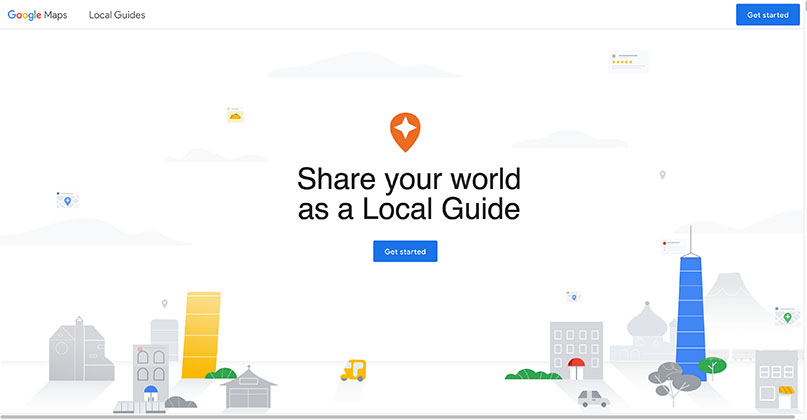 Google Maps
Local Guides
Get started
Share your world
as a Local Guide
Get started